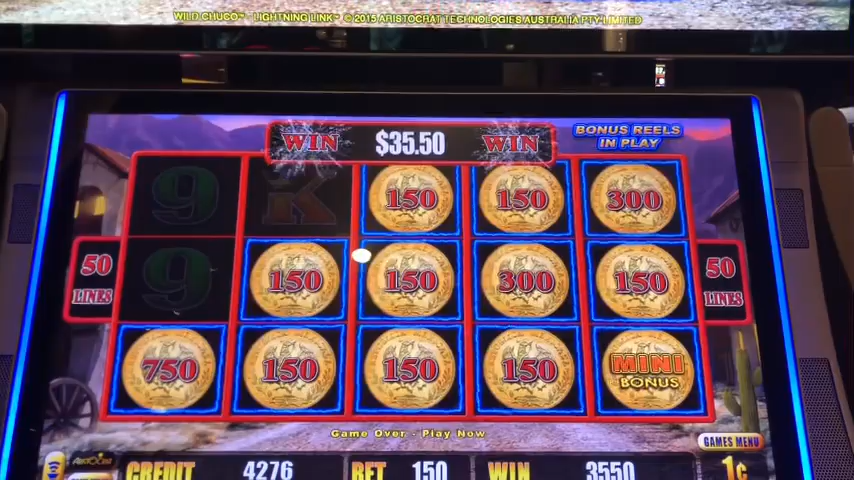 WILD CHUCO™ - LIGHTNING LINK™ © 2015 ARISTOCRAT TECHNOLOGIES AUSTRALIA PTY LIMITED
WIN $35.50 WIN
BONUS REELS
IN PLAY
9 K 150 150 300
50
LINES
9 150 150 300 150
50
LINES
750 150 150 150 MINI
BONUS
Game Over - Play Now
GAMES MENU
ARISTOCRAT
CREDIT 4276 BET 150 WIN 3550 1¢